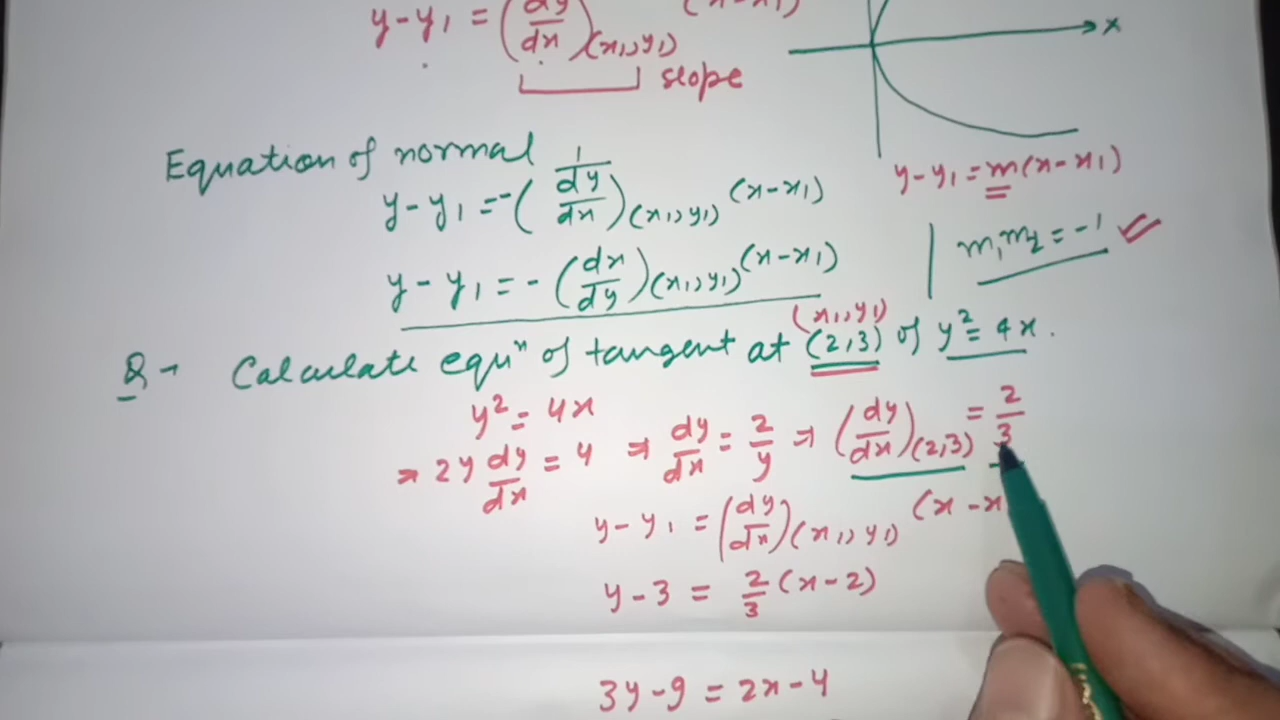 y-y₁ = (dy/dx)(x₁,y₁) (x-x₁)
slope
x
Equation of normal
y-y₁ = -(1/(dy/dx))(x₁,y₁) (x-x₁)
y-y₁ = m(x-x₁)
y-y₁ = -(dx/dy)(x₁,y₁) (x-x₁)
m₁m₂ = -1
(x₁,y₁)
Q→ Calculate equⁿ of tangent at (2,3) of y² = 4x.
y² = 4x
⇒ 2y dy/dx = 4 ⇒ dy/dx = 2/y ⇒ (dy/dx)(2,3) = 2/3
y-y₁ = (dy/dx)(x₁,y₁) (x-x
y-3 = 2/3 (x-2)
3y-9 = 2x-4